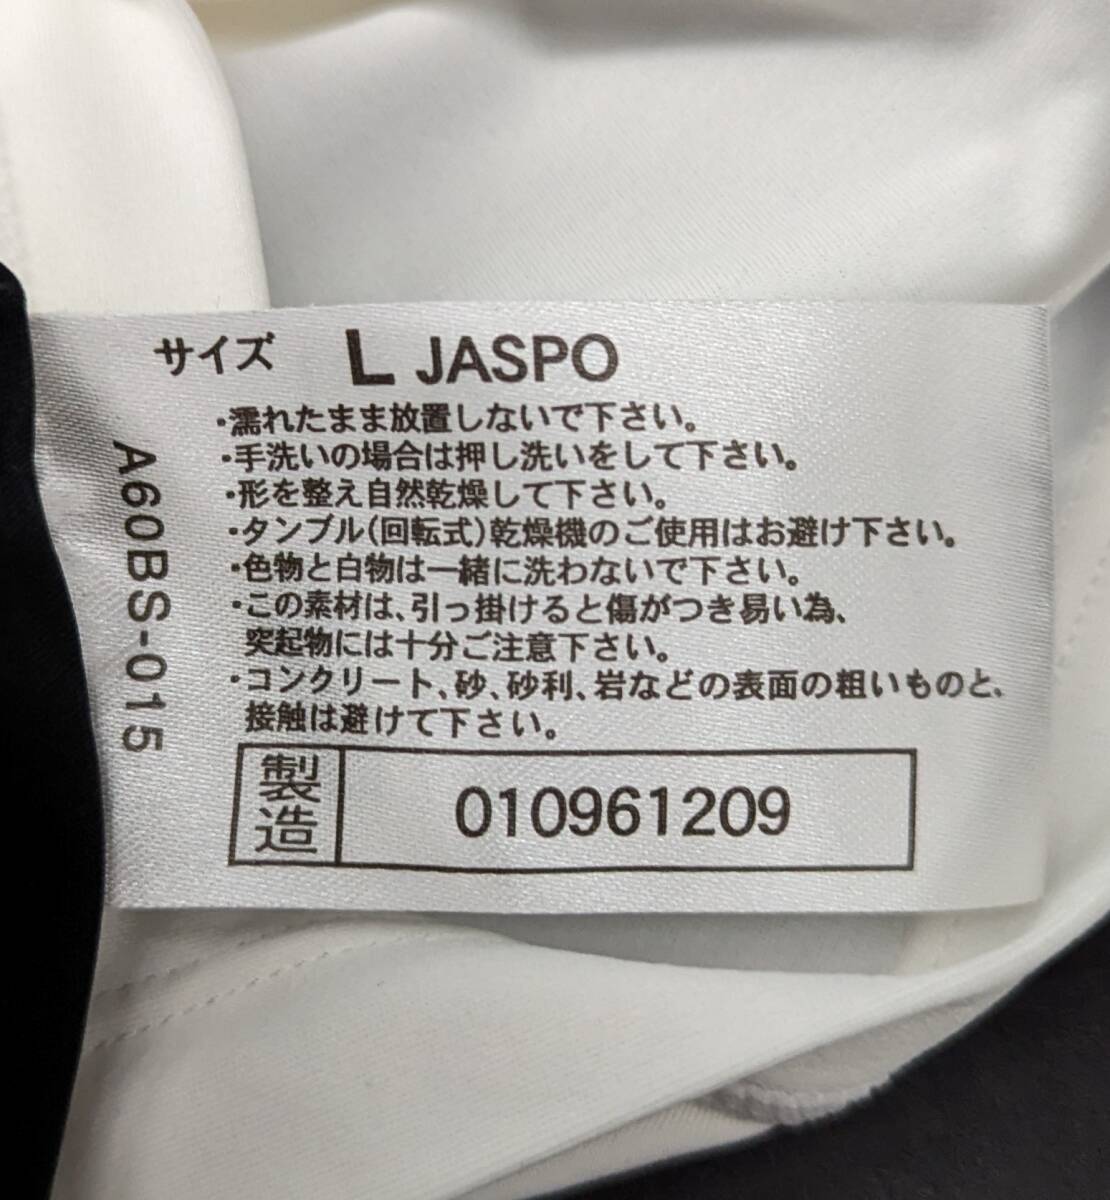 サイズ L JASPO
・濡れたまま放置しないで下さい。
・手洗いの場合は押し洗いをして下さい。
・形を整え自然乾燥して下さい。
・タンブル(回転式)乾燥機のご使用はお避け下さい。
・色物と白物は一緒に洗わないで下さい。
・この素材は、引っ掛けると傷がつき易い為、
突起物には十分ご注意下さい。
・コンクリート、砂、砂利、岩などの表面の粗いものと、
接触は避けて下さい。
製造 010961209
A60BS-015